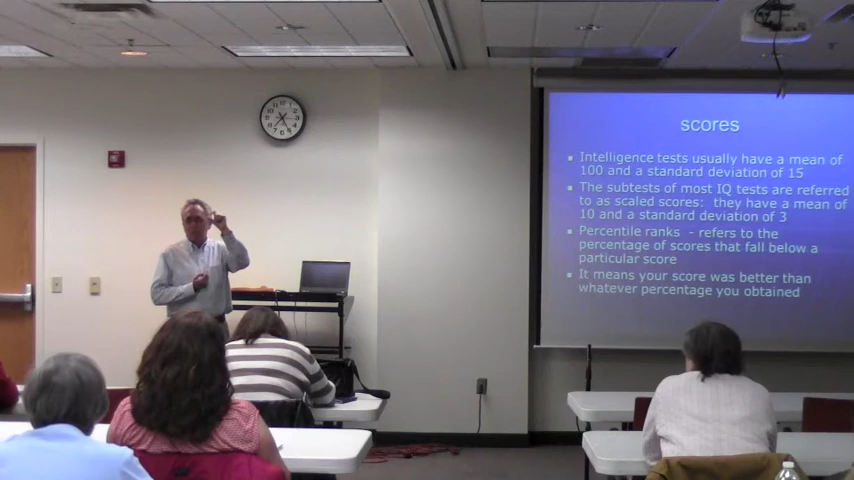 scores
Intelligence tests usually have a mean of
100 and a standard deviation of 15
The subtests of most IQ tests are referred
to as scaled scores: they have a mean of
10 and a standard deviation of 3
Percentile ranks - refers to the
percentage of scores that fall below a
particular score
It means your score was better than
whatever percentage you obtained